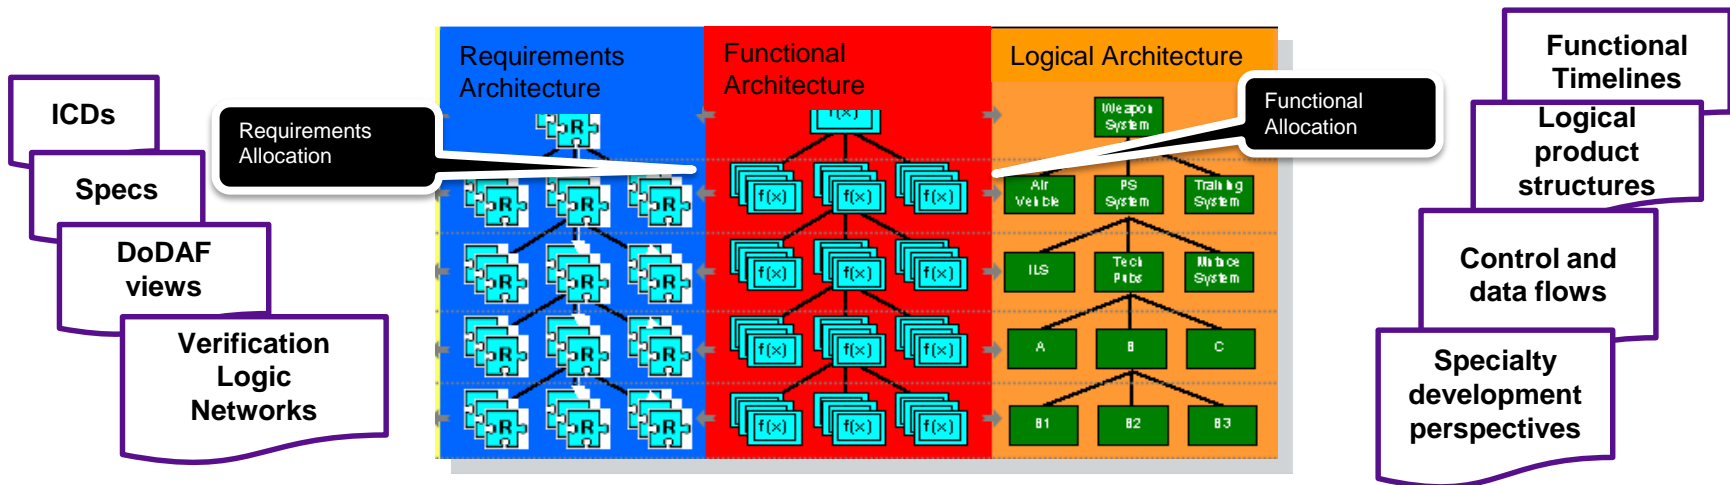 ICDs
Specs
DoDAF
views
Verification
Logic
Networks
Requirements
Allocation
Requirements
Architecture
R
R
R
R
R
R
R
R
R
R
R
R
R
Functional
Architecture
f(x)
f(x)
f(x)
f(x)
f(x)
f(x)
f(x)
f(x)
f(x)
f(x)
f(x)
f(x)
f(x)
Logical Architecture
Weapon
System
Air
Vehicle
PS
System
Training
System
ILS
Tech
Pubs
System
A
B
C
B1
B2
B3
Functional
Allocation
Functional
Timelines
Logical
product
structures
Control and
data flows
Specialty
development
perspectives